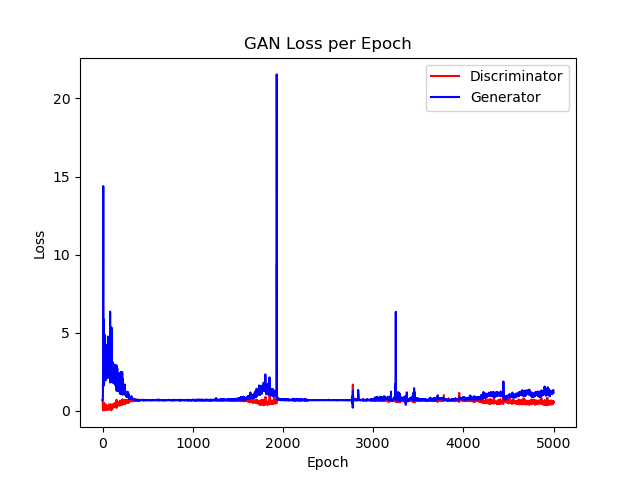 GAN Loss per Epoch
Discriminator
Generator
20
15
10
5
0
Loss
0 1000 2000 3000 4000 5000
Epoch